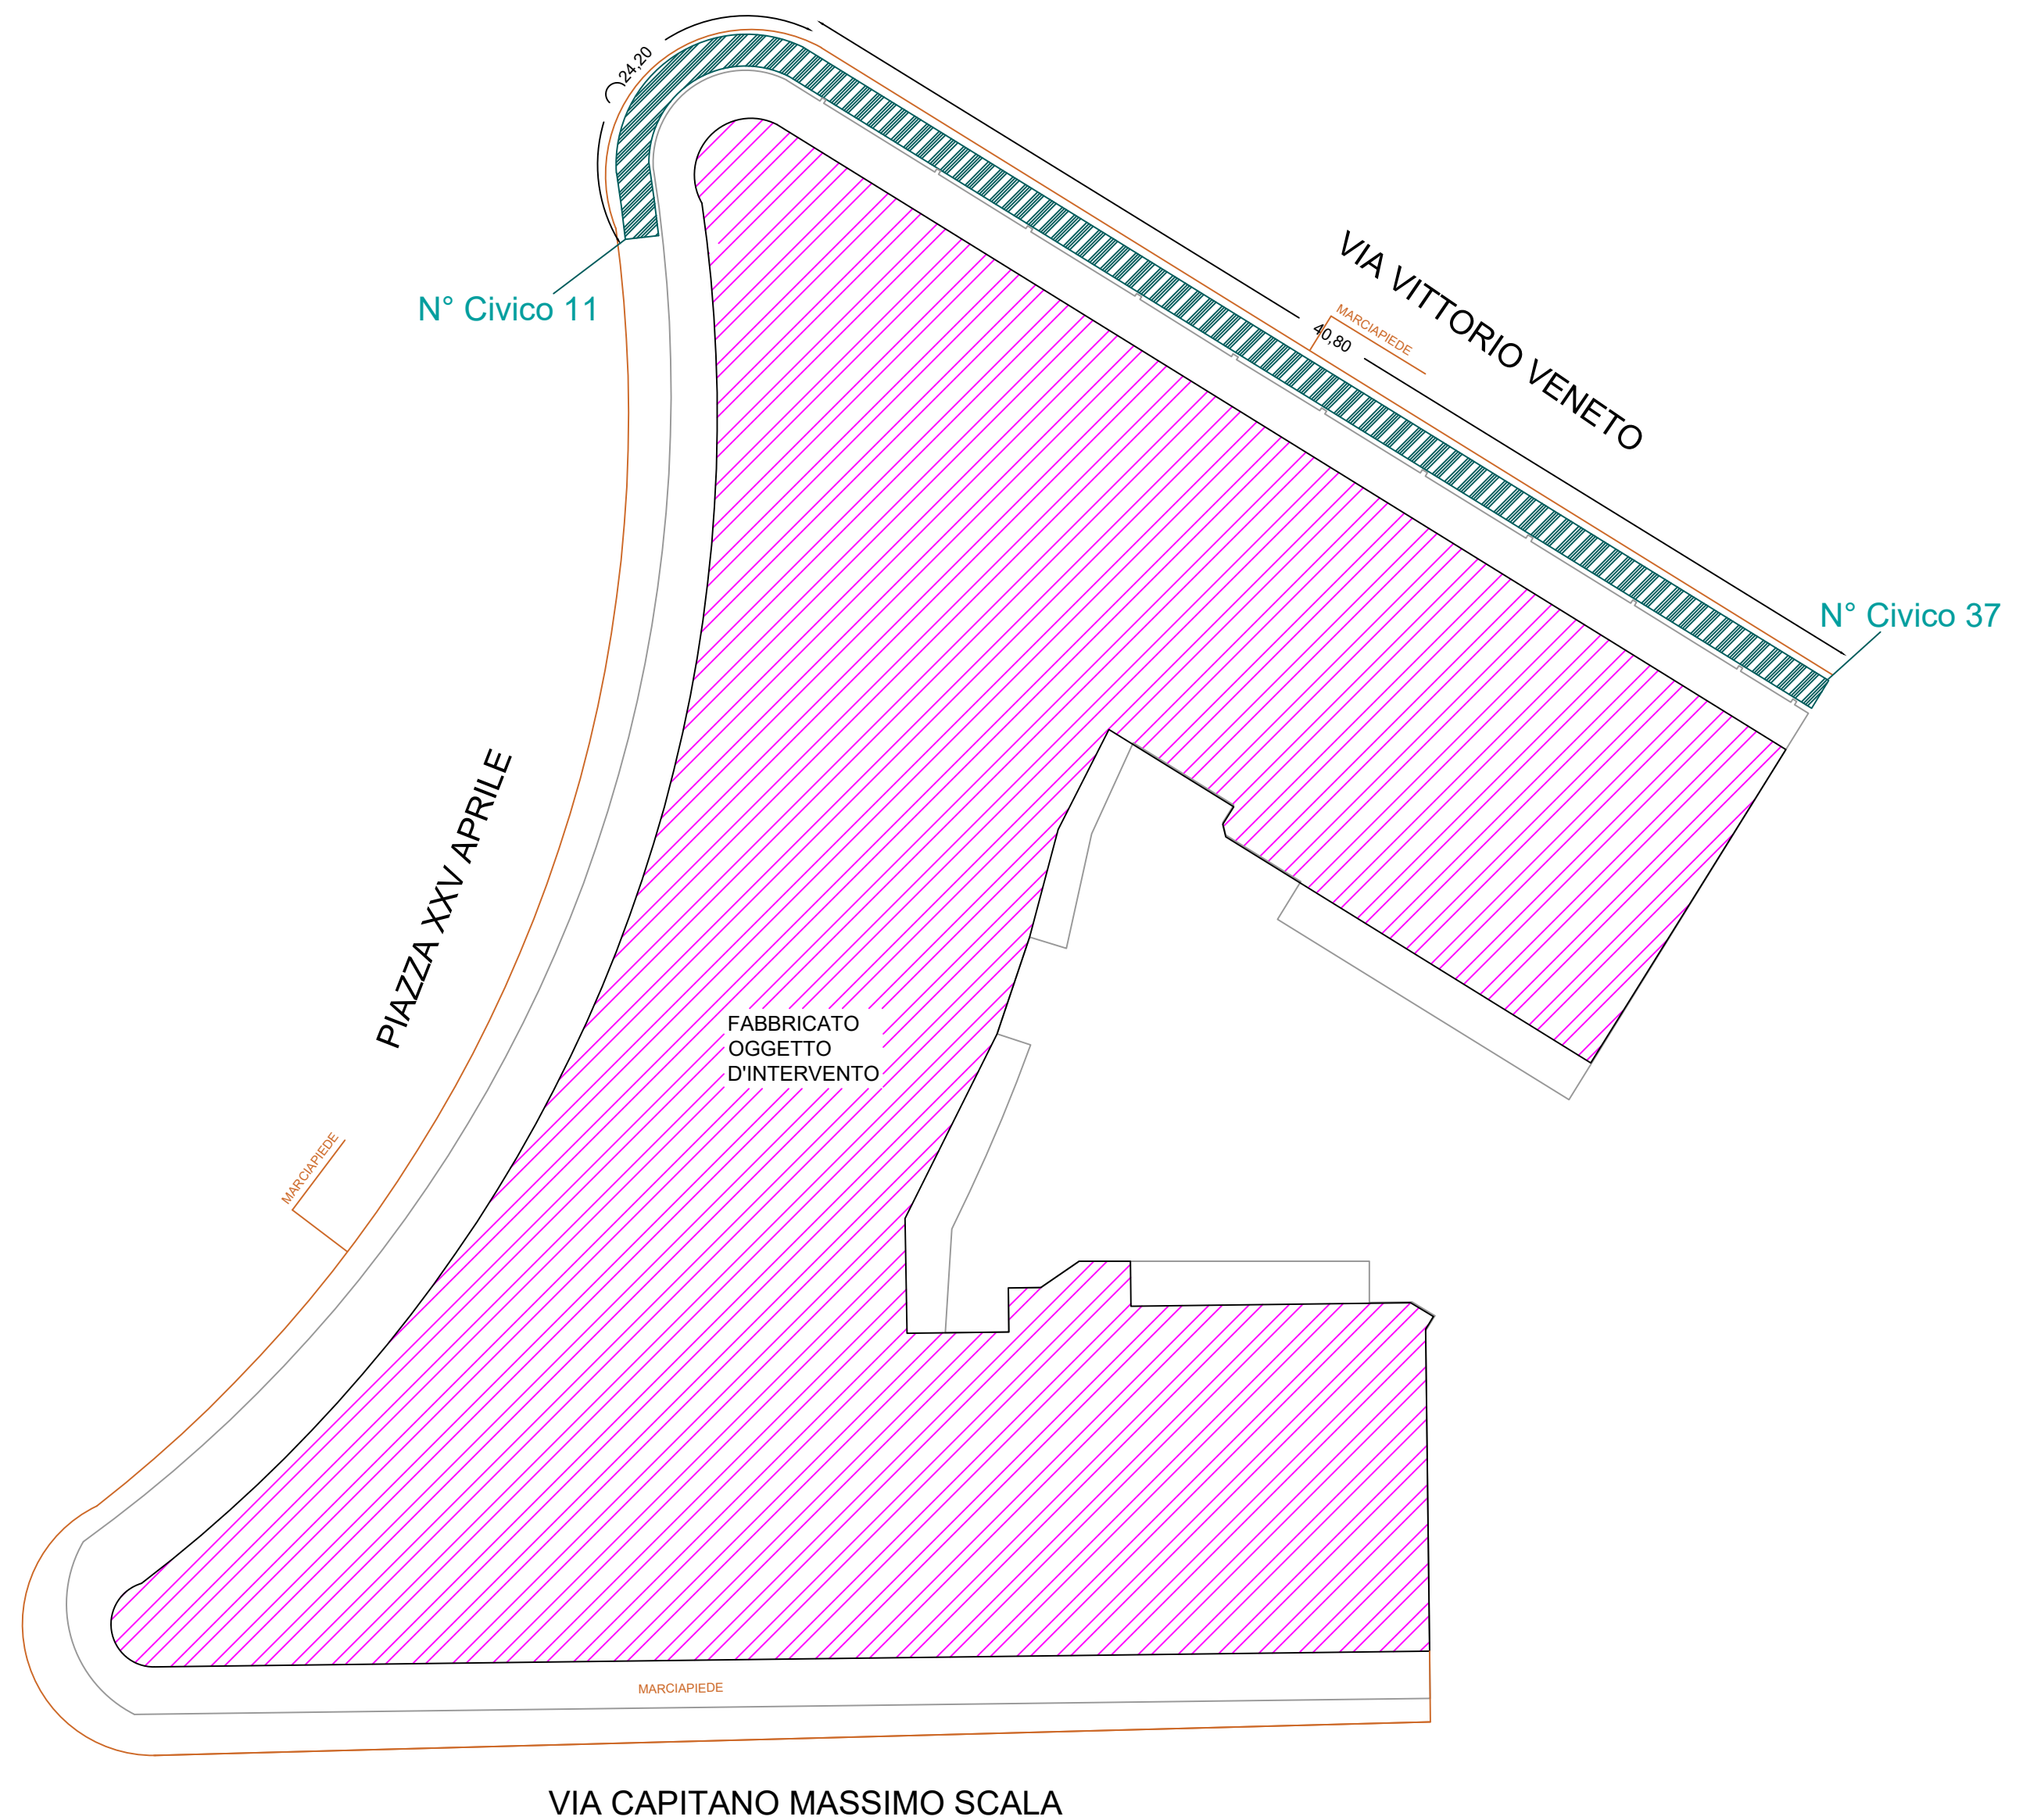 24,20
VIA VITTORIO VENETO
MARCIAPIEDE
40,80
N° Civico 11
N° Civico 37
PIAZZA XXV APRILE
FABBRICATO
OGGETTO
D'INTERVENTO
MARCIAPIEDE
MARCIAPIEDE
VIA CAPITANO MASSIMO SCALA